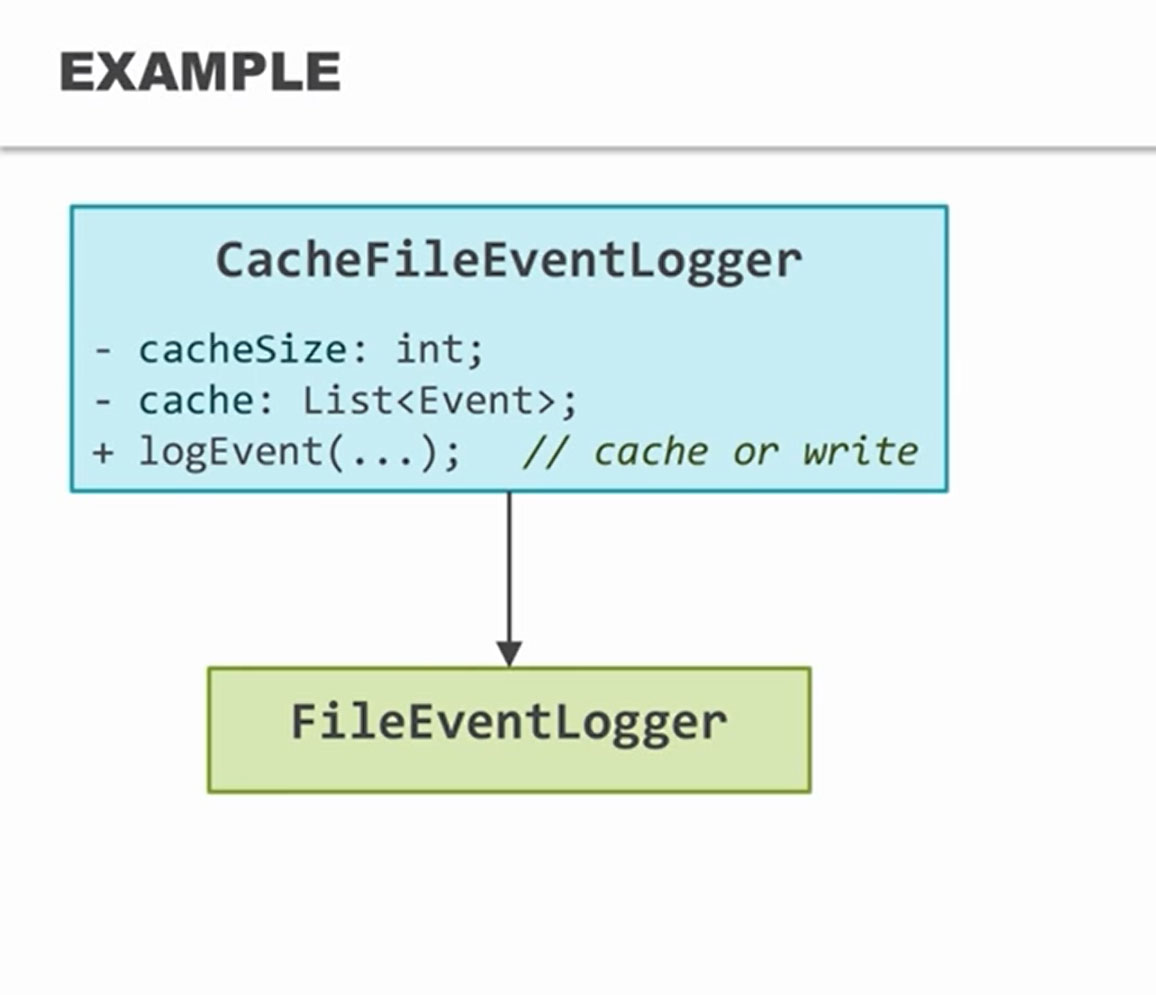 EXAMPLE
CacheFileEventLogger
- cacheSize: int;
- cache: List<Event>;
+ logEvent(...); // cache or write
FileEventLogger